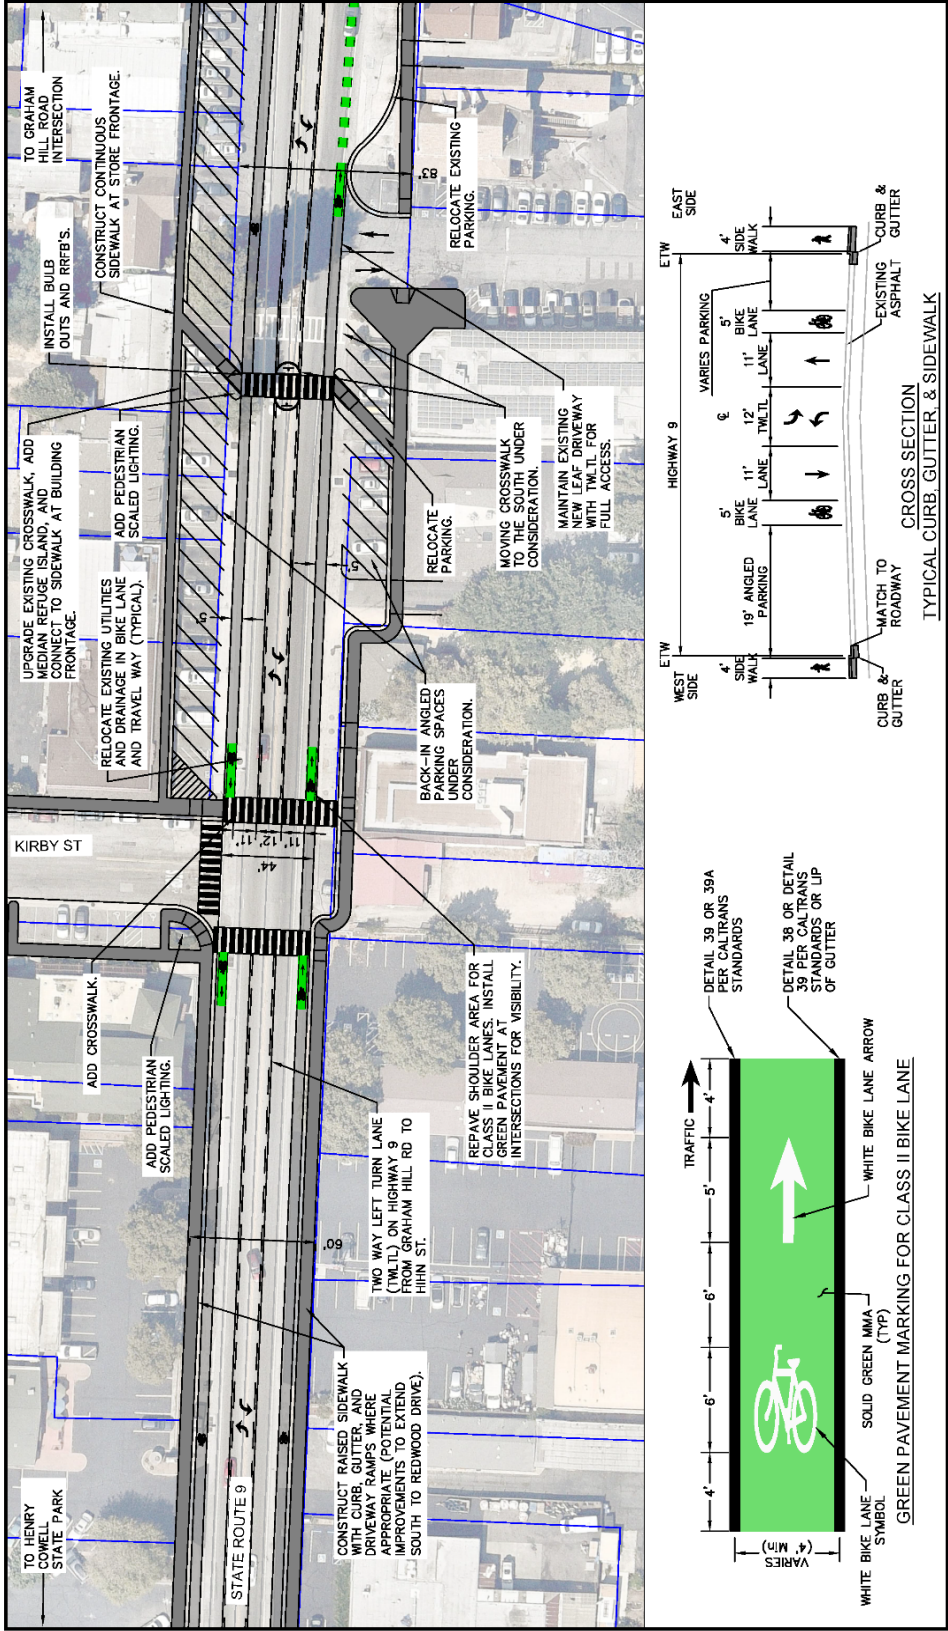 TO GRAHAM
HILL ROAD
INTERSECTION
CONSTRUCT CONTINUOUS
SIDEWALK AT STORE FRONTAGE.
INSTALL BULB
OUTS AND RRFB'S.
UPGRADE EXISTING CROSSWALK, ADD
MEDIAN REFUGE ISLAND, AND
CONNECT TO SIDEWALK AT BUILDING
FRONTAGE.
ADD PEDESTRIAN
SCALED LIGHTING.
RELOCATE EXISTING UTILITIES
AND DRAINAGE IN BIKE LANE
AND TRAVEL WAY (TYPICAL).
KIRBY ST
ADD CROSSWALK.
ADD PEDESTRIAN
SCALED LIGHTING.
TO HENRY
COWELL
STATE PARK
STATE ROUTE 9
83'
5'
5'
11'
12'
11'
44'
60'
RELOCATE EXISTING
PARKING.
MAINTAIN EXISTING
NEW LEAF DRIVEWAY
WITH TWLTL FOR
FULL ACCESS.
MOVING CROSSWALK
TO THE SOUTH UNDER
CONSIDERATION.
RELOCATE
PARKING.
BACK-IN ANGLED
PARKING SPACES
UNDER
CONSIDERATION.
REPAVE SHOULDER AREA FOR
CLASS II BIKE LANES. INSTALL
GREEN PAVEMENT AT
INTERSECTIONS FOR VISIBILITY.
TWO WAY LEFT TURN LANE
(TWLTL) ON HIGHWAY 9
FROM GRAHAM HILL RD TO
HIHN ST.
CONSTRUCT RAISED SIDEWALK
WITH CURB, GUTTER, AND
DRIVEWAY RAMPS WHERE
APPROPRIATE (POTENTIAL
IMPROVEMENTS TO EXTEND
SOUTH TO REDWOOD DRIVE).
TRAFFIC
4'
6'
6'
5'
4'
VARIES
(4' Min)
DETAIL 39 OR 39A
PER CALTRANS
STANDARDS
DETAIL 38 OR DETAIL
39 PER CALTRANS
STANDARDS OR LIP
OF GUTTER
WHITE BIKE LANE
SYMBOL
SOLID GREEN MMA
(TYP)
WHITE BIKE LANE ARROW
GREEN PAVEMENT MARKING FOR CLASS II BIKE LANE
WEST
SIDE
ETW
HIGHWAY 9
ETW
EAST
SIDE
4'
SIDE
WALK
19' ANGLED
PARKING
5'
BIKE
LANE
11'
LANE
℄
12'
TWLTL
11'
LANE
5'
BIKE
LANE
VARIES PARKING
4'
SIDE
WALK
CURB &
GUTTER
MATCH TO
ROADWAY
EXISTING
ASPHALT
CURB &
GUTTER
CROSS SECTION
TYPICAL CURB, GUTTER, & SIDEWALK